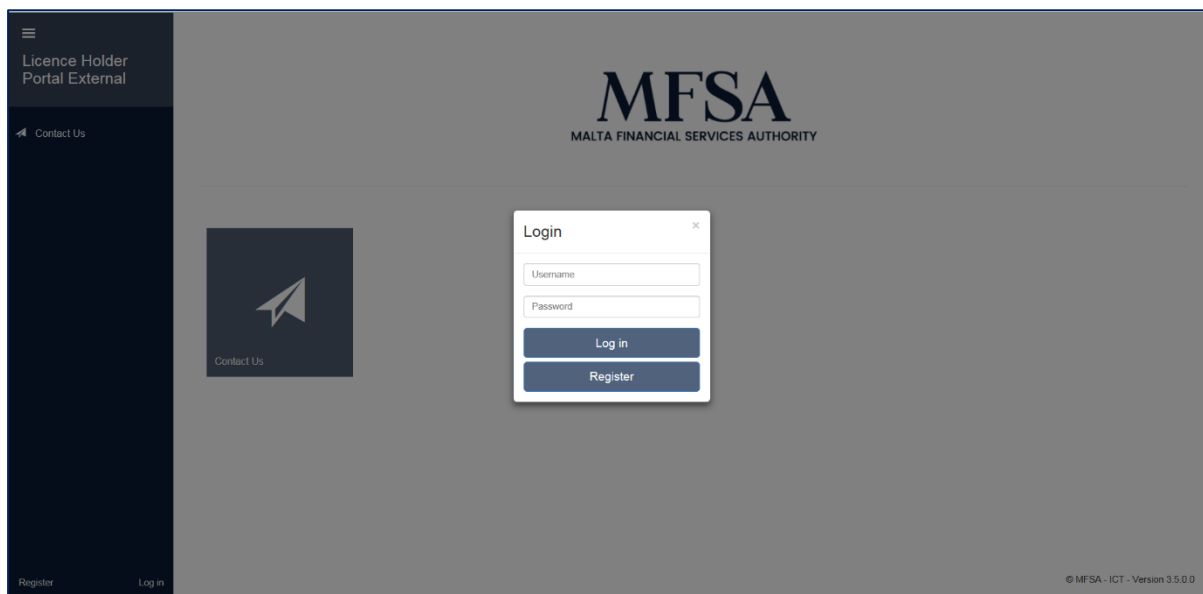 Licence Holder
Portal External
Contact Us
MFSA
MALTA FINANCIAL SERVICES AUTHORITY
Login
×
Username
Password
Log in
Register
Contact Us
Register
Log in
© MFSA - ICT - Version 3.5.0.0